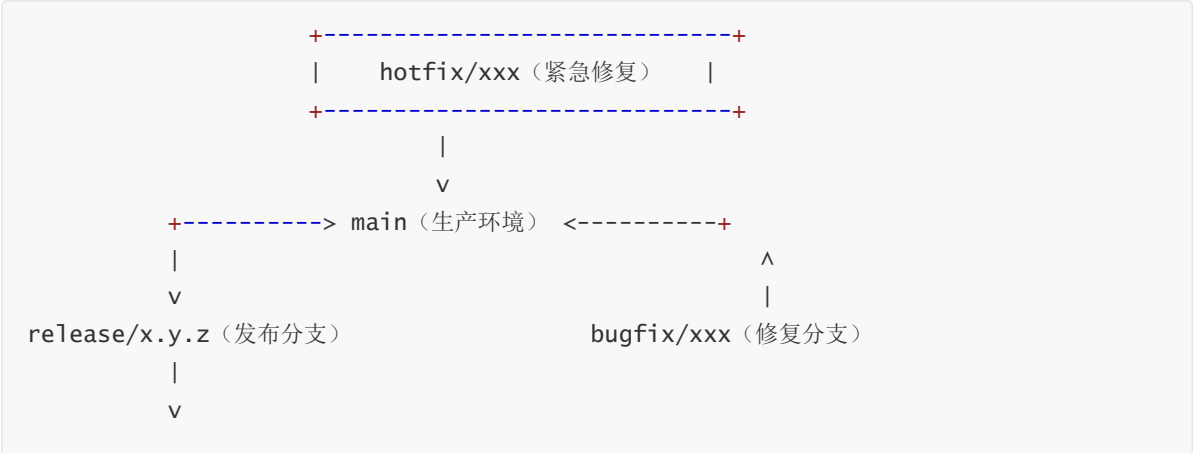 +-----------------------------+
|    hotfix/xxx（紧急修复）    |
+-----------------------------+
|
v
+----------> main（生产环境） <----------+
|                                         ^
v                                         |
release/x.y.z（发布分支）                 bugfix/xxx（修复分支）
|
v